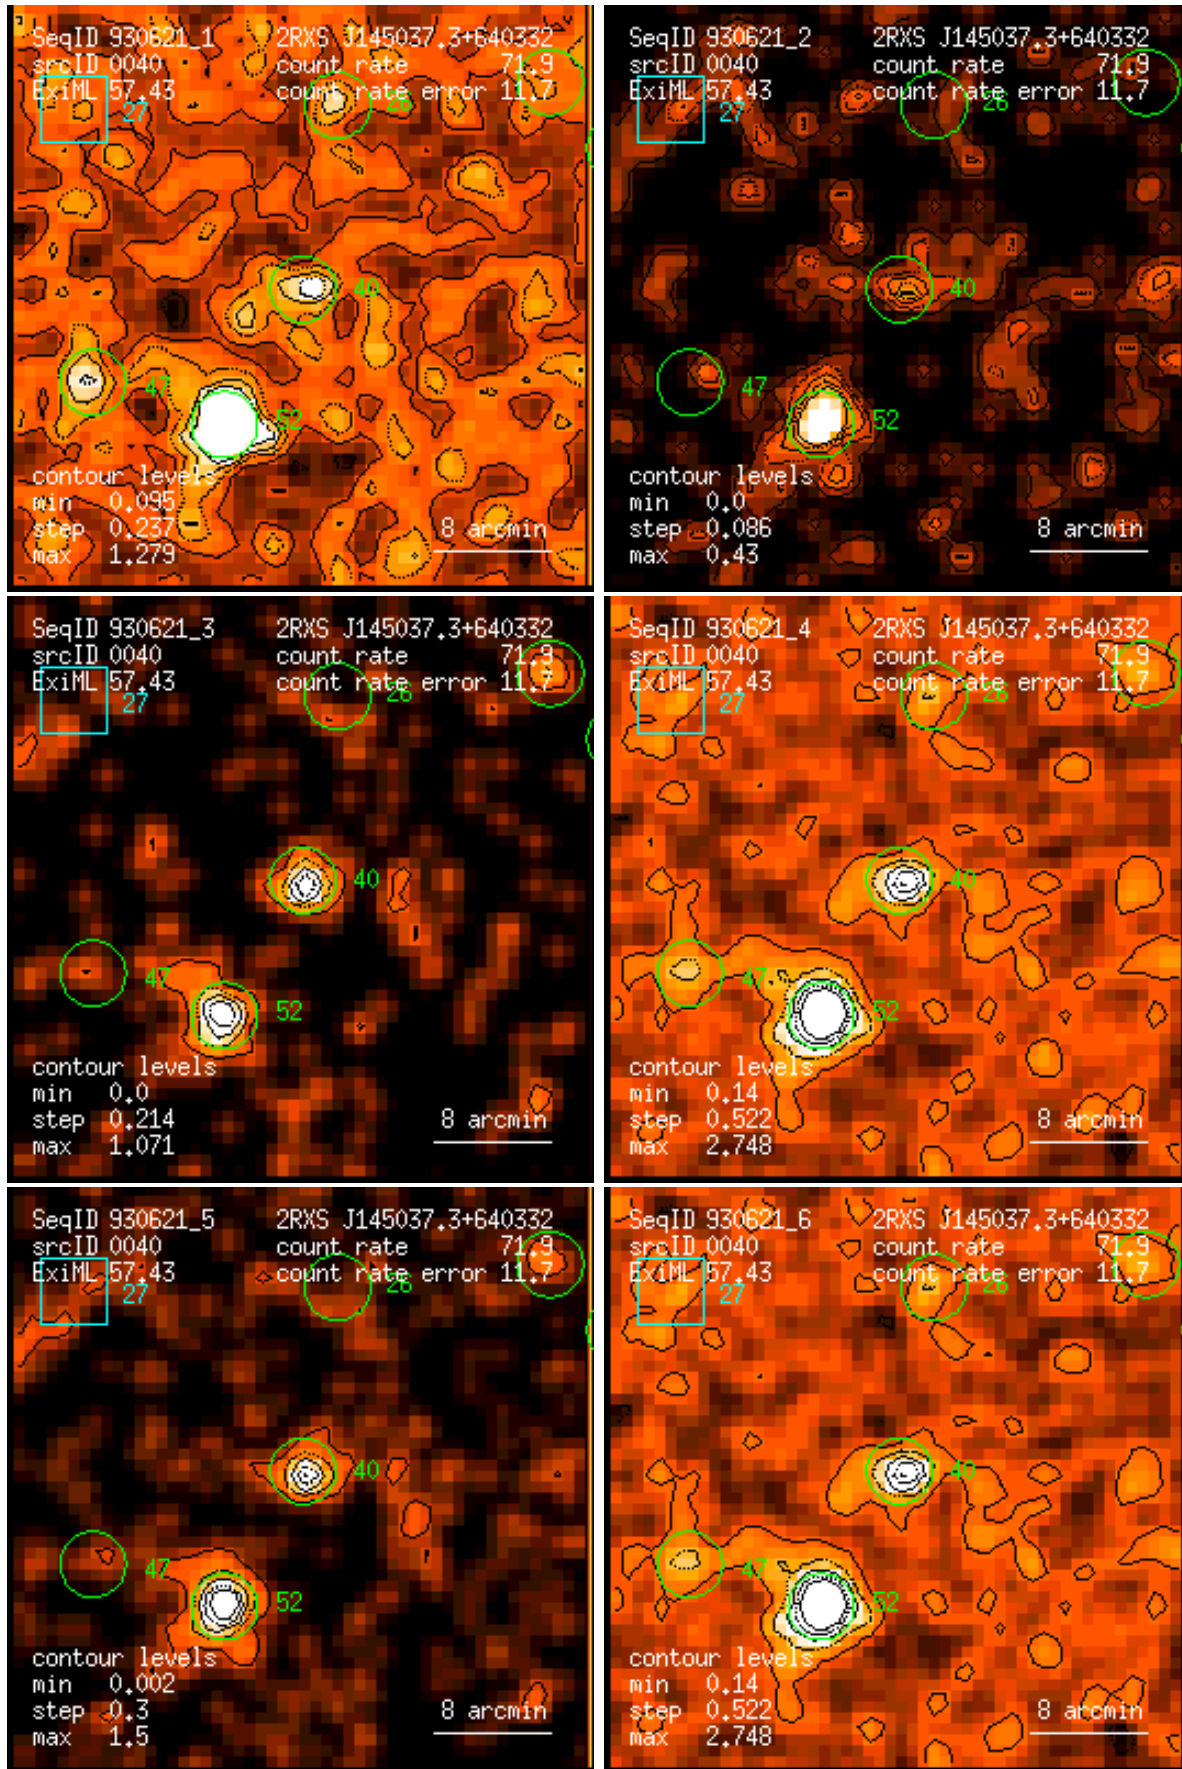 SeqID 930621_1 2RXS J145037.3+640332
srcID 0040 count rate 71.9
ExiML 57.43 count rate error 11.7
26
27
40
47
52
contour levels
min 0.095
step 0.237 8 arcmin
max 1.279
SeqID 930621_2 2RXS J145037.3+640332
srcID 0040 count rate 71.9
ExiML 57.43 count rate error 11.7
26
27
40
47
52
contour levels
min 0.0
step 0.086 8 arcmin
max 0.43
SeqID 930621_3 2RXS J145037.3+640332
srcID 0040 count rate 71.9
ExiML 57.43 count rate error 11.7
26
27
40
47
52
contour levels
min 0.0
step 0.214 8 arcmin
max 1.071
SeqID 930621_4 2RXS J145037.3+640332
srcID 0040 count rate 71.9
ExiML 57.43 count rate error 11.7
26
27
40
47
52
contour levels
min 0.14
step 0.522 8 arcmin
max 2.748
SeqID 930621_5 2RXS J145037.3+640332
srcID 0040 count rate 71.9
ExiML 57.43 count rate error 11.7
26
27
40
47
52
contour levels
min 0.002
step 0.3 8 arcmin
max 1.5
SeqID 930621_6 2RXS J145037.3+640332
srcID 0040 count rate 71.9
ExiML 57.43 count rate error 11.7
26
27
40
47
52
contour levels
min 0.14
step 0.522 8 arcmin
max 2.748